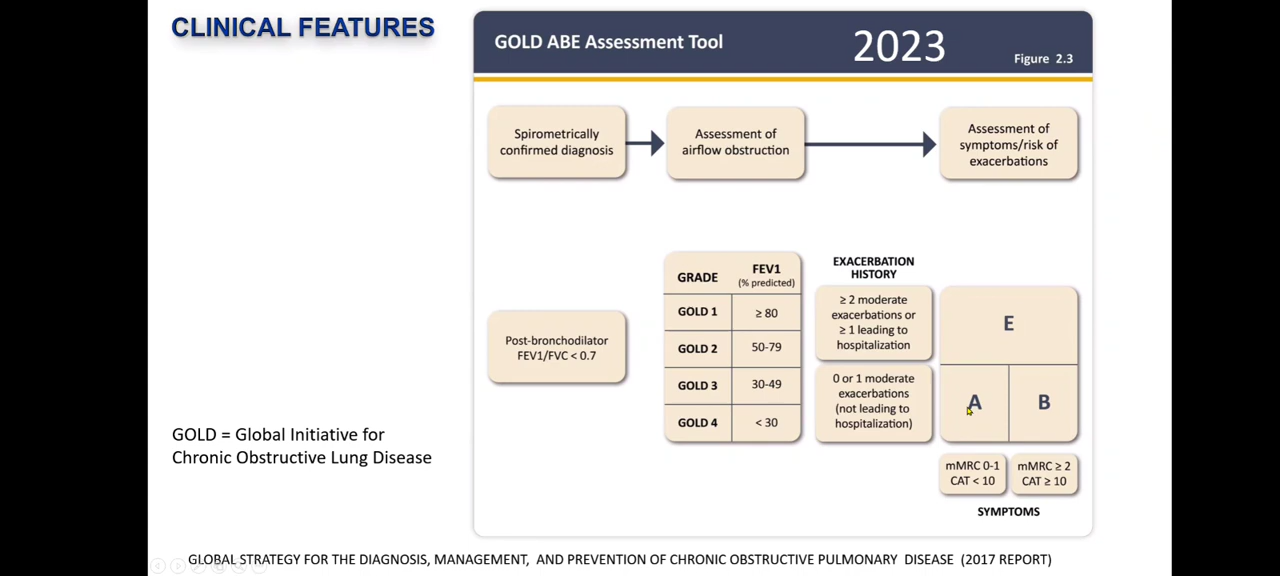 CLINICAL FEATURES
GOLD ABE Assessment Tool
2023
Figure 2.3
Spirometrically
confirmed diagnosis
Assessment of
airflow obstruction
Assessment of
symptoms/risk of
exacerbations
Post-bronchodilator
FEV1/FVC < 0.7
GRADE
FEV1
(% predicted)
GOLD 1
≥ 80
GOLD 2
50-79
GOLD 3
30-49
GOLD 4
< 30
EXACERBATION
HISTORY
≥ 2 moderate
exacerbations or
≥ 1 leading to
hospitalization
0 or 1 moderate
exacerbations
(not leading to
hospitalization)
E
A
B
mMRC 0-1
CAT < 10
mMRC ≥ 2
CAT ≥ 10
SYMPTOMS
GOLD = Global Initiative for
Chronic Obstructive Lung Disease
GLOBAL STRATEGY FOR THE DIAGNOSIS, MANAGEMENT, AND PREVENTION OF CHRONIC OBSTRUCTIVE PULMONARY DISEASE (2017 REPORT)